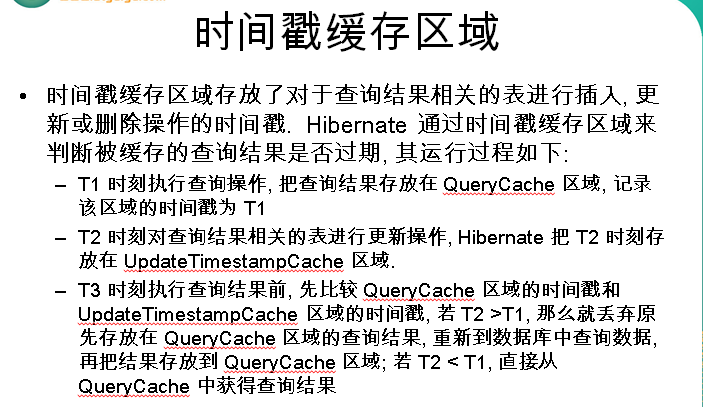 时间戳缓存区域
• 时间戳缓存区域存放了对于查询结果相关的表进行插入, 更
新或删除操作的时间戳. Hibernate 通过时间戳缓存区域来
判断被缓存的查询结果是否过期, 其运行过程如下:
– T1 时刻执行查询操作, 把查询结果存放在 QueryCache 区域, 记录
该区域的时间戳为 T1
– T2 时刻对查询结果相关的表进行更新操作, Hibernate 把 T2 时刻存
放在 UpdateTimestampCache 区域.
– T3 时刻执行查询结果前, 先比较 QueryCache 区域的时间戳和
UpdateTimestampCache 区域的时间戳, 若 T2 >T1, 那么就丢弃原
先存放在 QueryCache 区域的查询结果, 重新到数据库中查询数据,
再把结果存放到 QueryCache 区域; 若 T2 < T1, 直接从
QueryCache 中获得查询结果